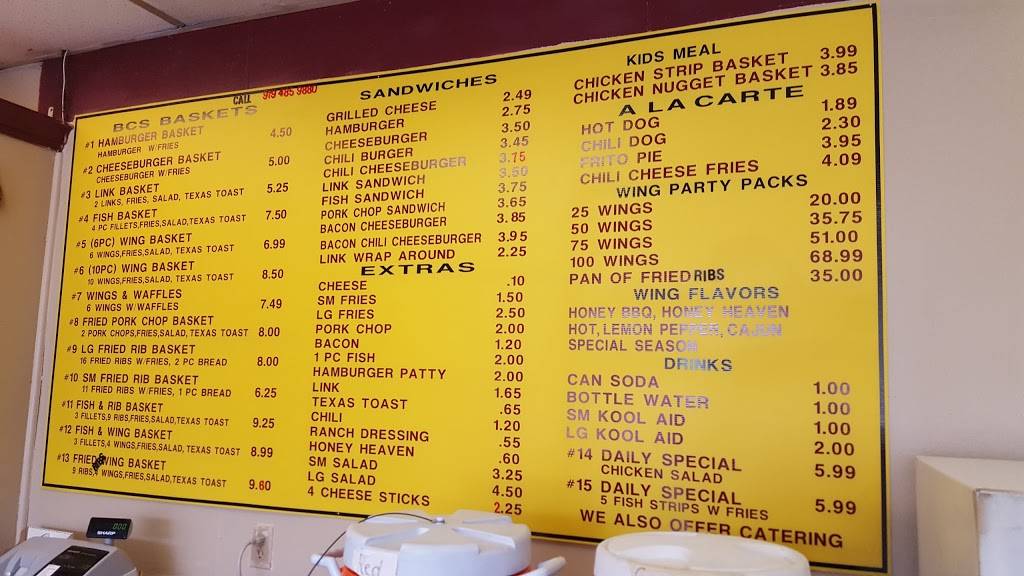 CALL 979 485 9880
BCS BASKETS
#1 HAMBURGER BASKET 4.50
HAMBURGER W/FRIES
#2 CHEESEBURGER BASKET 5.00
CHEESEBURGER W/FRIES
#3 LINK BASKET 5.25
2 LINKS, FRIES, SALAD, TEXAS TOAST
#4 FISH BASKET 7.50
4 PC FILLETS,FRIES,SALAD,TEXAS TOAST
#5 (6PC) WING BASKET 6.99
6 WINGS,FRIES,SALAD,TEXAS TOAST
#6 (10PC) WING BASKET 8.50
10 WINGS,FRIES,SALAD,TEXAS TOAST
#7 WINGS & WAFFLES 7.49
6 WINGS W/WAFFLES
#8 FRIED PORK CHOP BASKET 8.00
2 PORK CHOPS,FRIES,SALAD,TEXAS TOAST
#9 LG FRIED RIB BASKET 8.00
16 FRIED RIBS W/FRIES, 2 PC BREAD
#10 SM FRIED RIB BASKET 6.25
11 FRIED RIBS W/FRIES, 1 PC BREAD
#11 FISH & RIB BASKET 9.25
3 FILLETS,9 RIBS,FRIES,SALAD,TEXAS TOAST
#12 FISH & WING BASKET 8.99
3 FILLETS,4 WINGS,FRIES,SALAD,TEXAS TOAST
#13 FRIED WING BASKET 9.60
9 RIBS,4 WINGS,FRIES,SALAD,TEXAS TOAST
SANDWICHES
GRILLED CHEESE 2.49
HAMBURGER 2.75
CHEESEBURGER 3.50
CHILI BURGER 3.45
CHILI CHEESEBURGER 3.75
LINK SANDWICH 3.50
FISH SANDWICH 3.75
PORK CHOP SANDWICH 3.65
BACON CHEESEBURGER 3.85
BACON CHILI CHEESEBURGER 3.95
LINK WRAP AROUND 2.25
EXTRAS
CHEESE .10
SM FRIES 1.50
LG FRIES 2.50
PORK CHOP 2.00
BACON 1.20
1 PC FISH 2.00
HAMBURGER PATTY 2.00
LINK 1.65
TEXAS TOAST .65
CHILI 1.20
RANCH DRESSING .55
HONEY HEAVEN .60
SM SALAD 3.25
LG SALAD 4.50
4 CHEESE STICKS 2.25
KIDS MEAL
CHICKEN STRIP BASKET 3.99
CHICKEN NUGGET BASKET 3.85
A LA CARTE
HOT DOG 1.89
CHILI DOG 2.30
FRITO PIE 3.95
CHILI CHEESE FRIES 4.09
WING PARTY PACKS
25 WINGS 20.00
50 WINGS 35.75
75 WINGS 51.00
100 WINGS 68.99
PAN OF FRIED RIBS 35.00
WING FLAVORS
HONEY BBQ, HONEY HEAVEN
HOT, LEMON PEPPER, CAJUN
SPECIAL SEASON
DRINKS
CAN SODA 1.00
BOTTLE WATER 1.00
SM KOOL AID 1.00
LG KOOL AID 2.00
#14 DAILY SPECIAL 5.99
CHICKEN SALAD
#15 DAILY SPECIAL 5.99
5 FISH STRIPS W FRIES
WE ALSO OFFER CATERING
SHARP